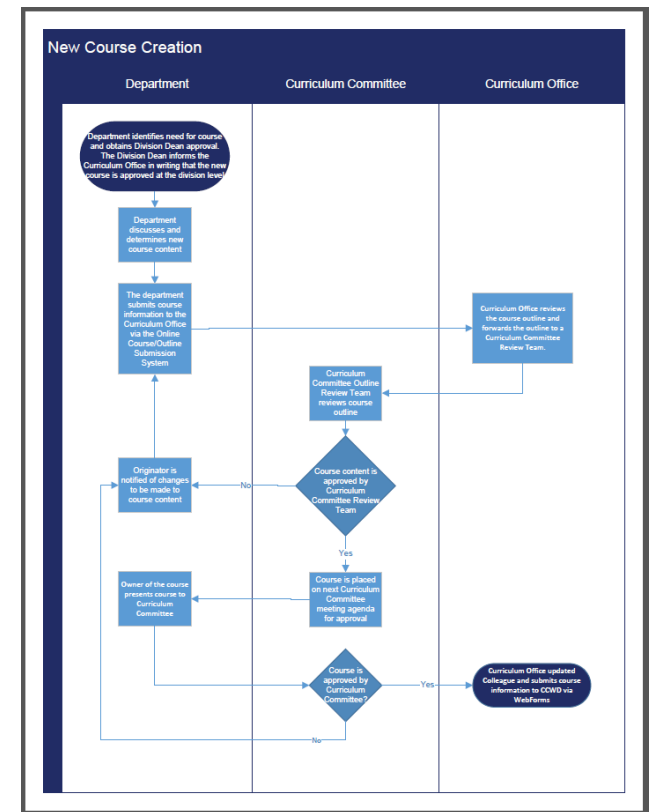 New Course Creation
Department
Curriculum Committee
Curriculum Office
Department identifies need for course
and obtains Division Dean approval.
The Division Dean informs the
Curriculum Office in writing that the new
course is approved at the division level
Department
discusses and
determines new
course content
The department
submits course
information to the
Curriculum Office
via the Online
Course/Outline
Submission
System
Curriculum Office reviews
the course outline and
forwards the outline to a
Curriculum Committee
Review Team.
Curriculum
Committee Outline
Review Team
reviews course
outline
Originator is
notified of changes
to be made to
course content
No
Course content is
approved by
Curriculum
Committee Review
Team
Yes
Owner of the course
presents course to
Curriculum
Committee
Course is placed
on next Curriculum
Committee
meeting agenda
for approval
Course is
approved by
Curriculum
Committee?
Yes
Curriculum Office updated
Colleague and submits course
information to CCWD via
WebForms
No